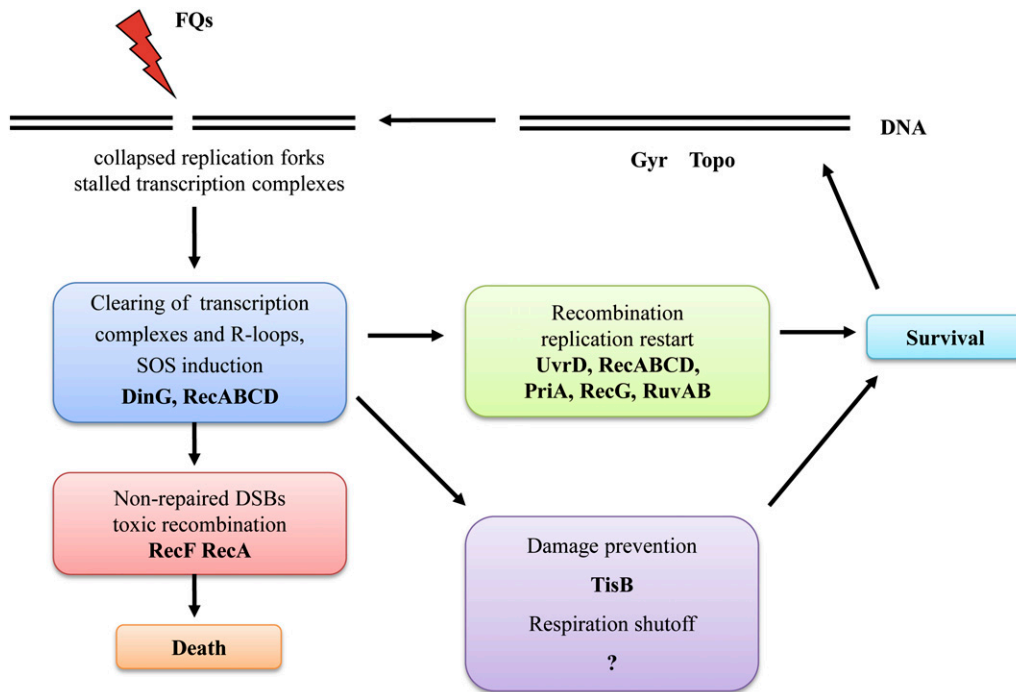 FQs
DNA
Gyr Topo
collapsed replication forks
stalled transcription complexes
Clearing of transcription
complexes and R-loops,
SOS induction
DinG, RecABCD
Recombination
replication restart
UvrD, RecABCD,
PriA, RecG, RuvAB
Survival
Non-repaired DSBs
toxic recombination
RecF RecA
Damage prevention
TisB
Respiration shutoff
?
Death